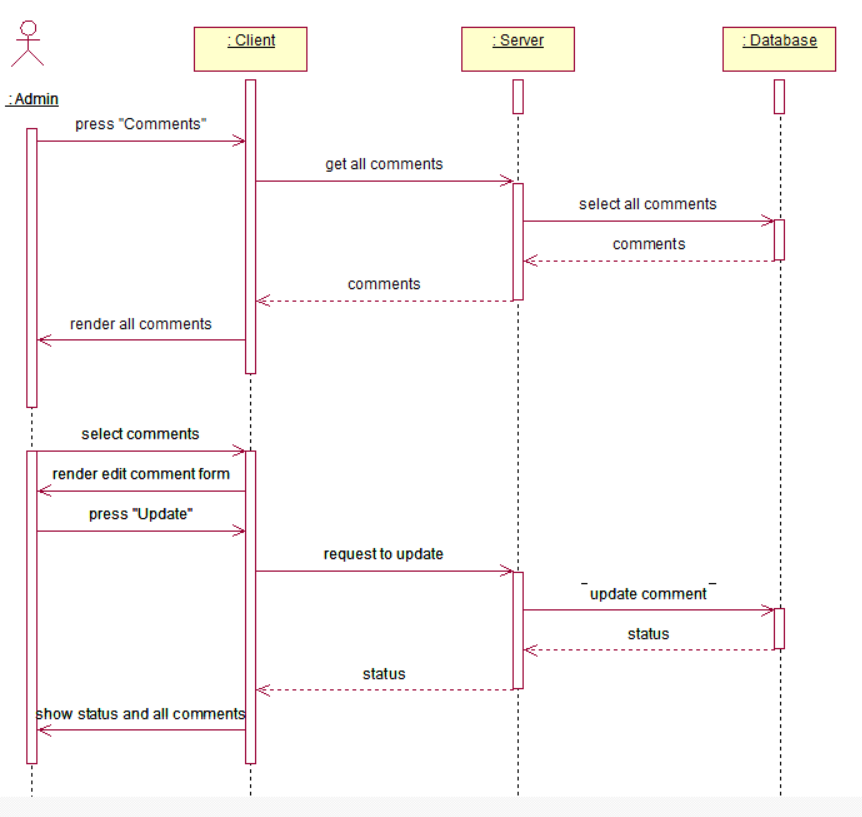 : Client
: Server
: Database
: Admin
press "Comments"
get all comments
select all comments
comments
comments
render all comments
select comments
render edit comment form
press "Update"
request to update
update comment
status
status
show status and all comments